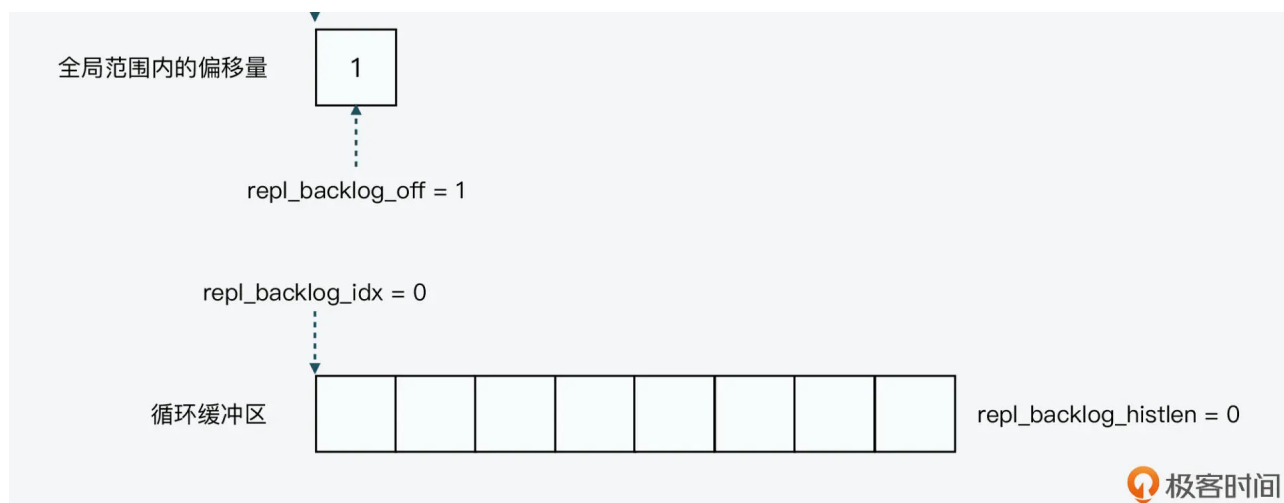 全局范围内的偏移量
1
repl_backlog_off = 1
repl_backlog_idx = 0
循环缓冲区
repl_backlog_histlen = 0
极客时间